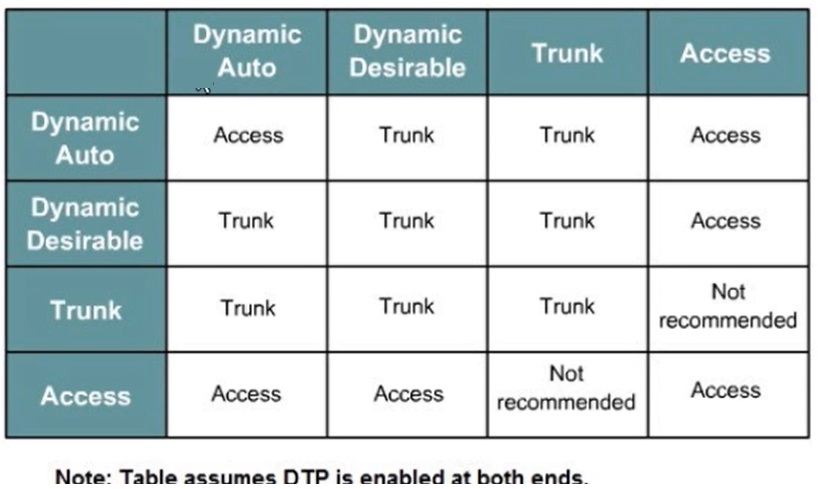 Dynamic Auto
Dynamic Desirable
Trunk
Access
Dynamic Auto
Access
Trunk
Trunk
Access
Dynamic Desirable
Trunk
Trunk
Trunk
Access
Trunk
Trunk
Trunk
Trunk
Not recommended
Access
Access
Access
Not recommended
Access
Note: Table assumes DTP is enabled at both ends.